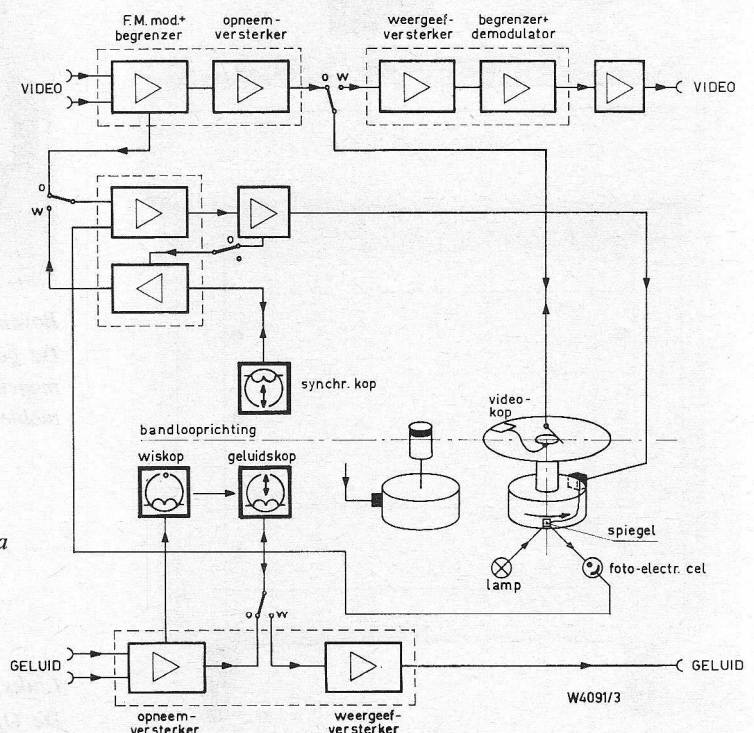 F.M. mod.+
begrenzer
opneem-
versterker
weergeef-
versterker
begrenzer+
demodulator
VIDEO
o
w
VIDEO
o
w
o
synchr. kop
video-
kop
bandlooprichting
wiskop
geluidskop
a
spiegel
lamp
foto-electr. cel
o
w
GELUID
GELUID
W4091/3
opneem-
versterker
weergeef-
versterker